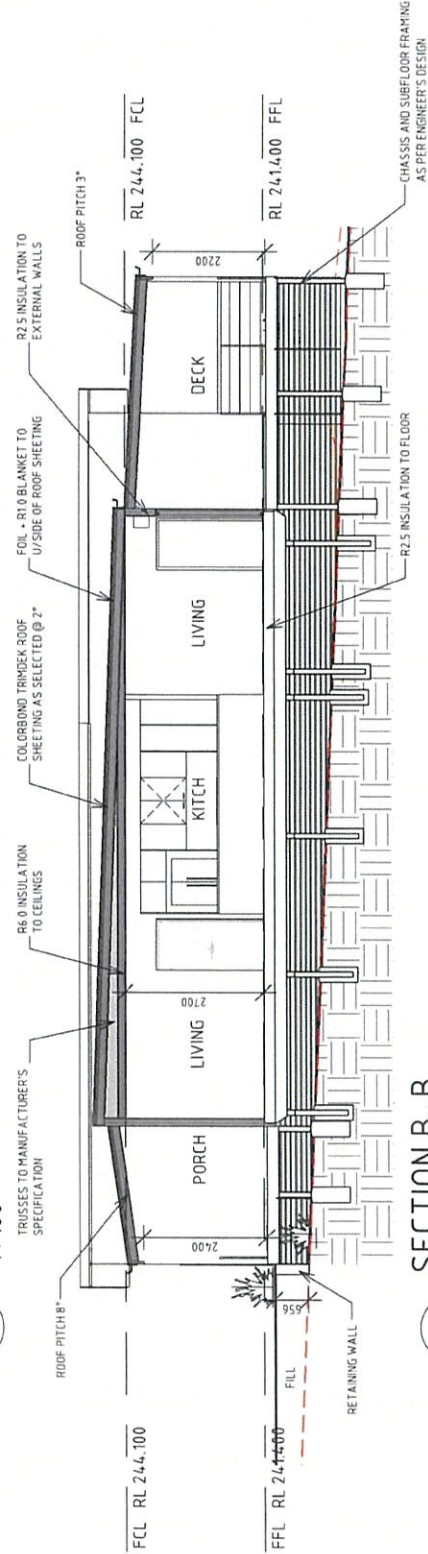 TRUSSES TO MANUFACTURER'S
SPECIFICATION
R6.0 INSULATION
TO CEILINGS
COLORBOND TRIMDEK ROOF
SHEETING AS SELECTED @ 2°
FOIL + R1.0 BLANKET TO
U/SIDE OF ROOF SHEETING
R2.5 INSULATION TO
EXTERNAL WALLS
ROOF PITCH 3°
ROOF PITCH 8°
FCL RL 244.100
RL 244.100 FCL
PORCH
LIVING
KITCH
LIVING
DECK
2400
2700
2200
FFL RL 241.400
RL 241.400 FFL
FILL
656
RETAINING WALL
R2.5 INSULATION TO FLOOR
CHASSIS AND SUBFLOOR FRAMING
AS PER ENGINEER'S DESIGN